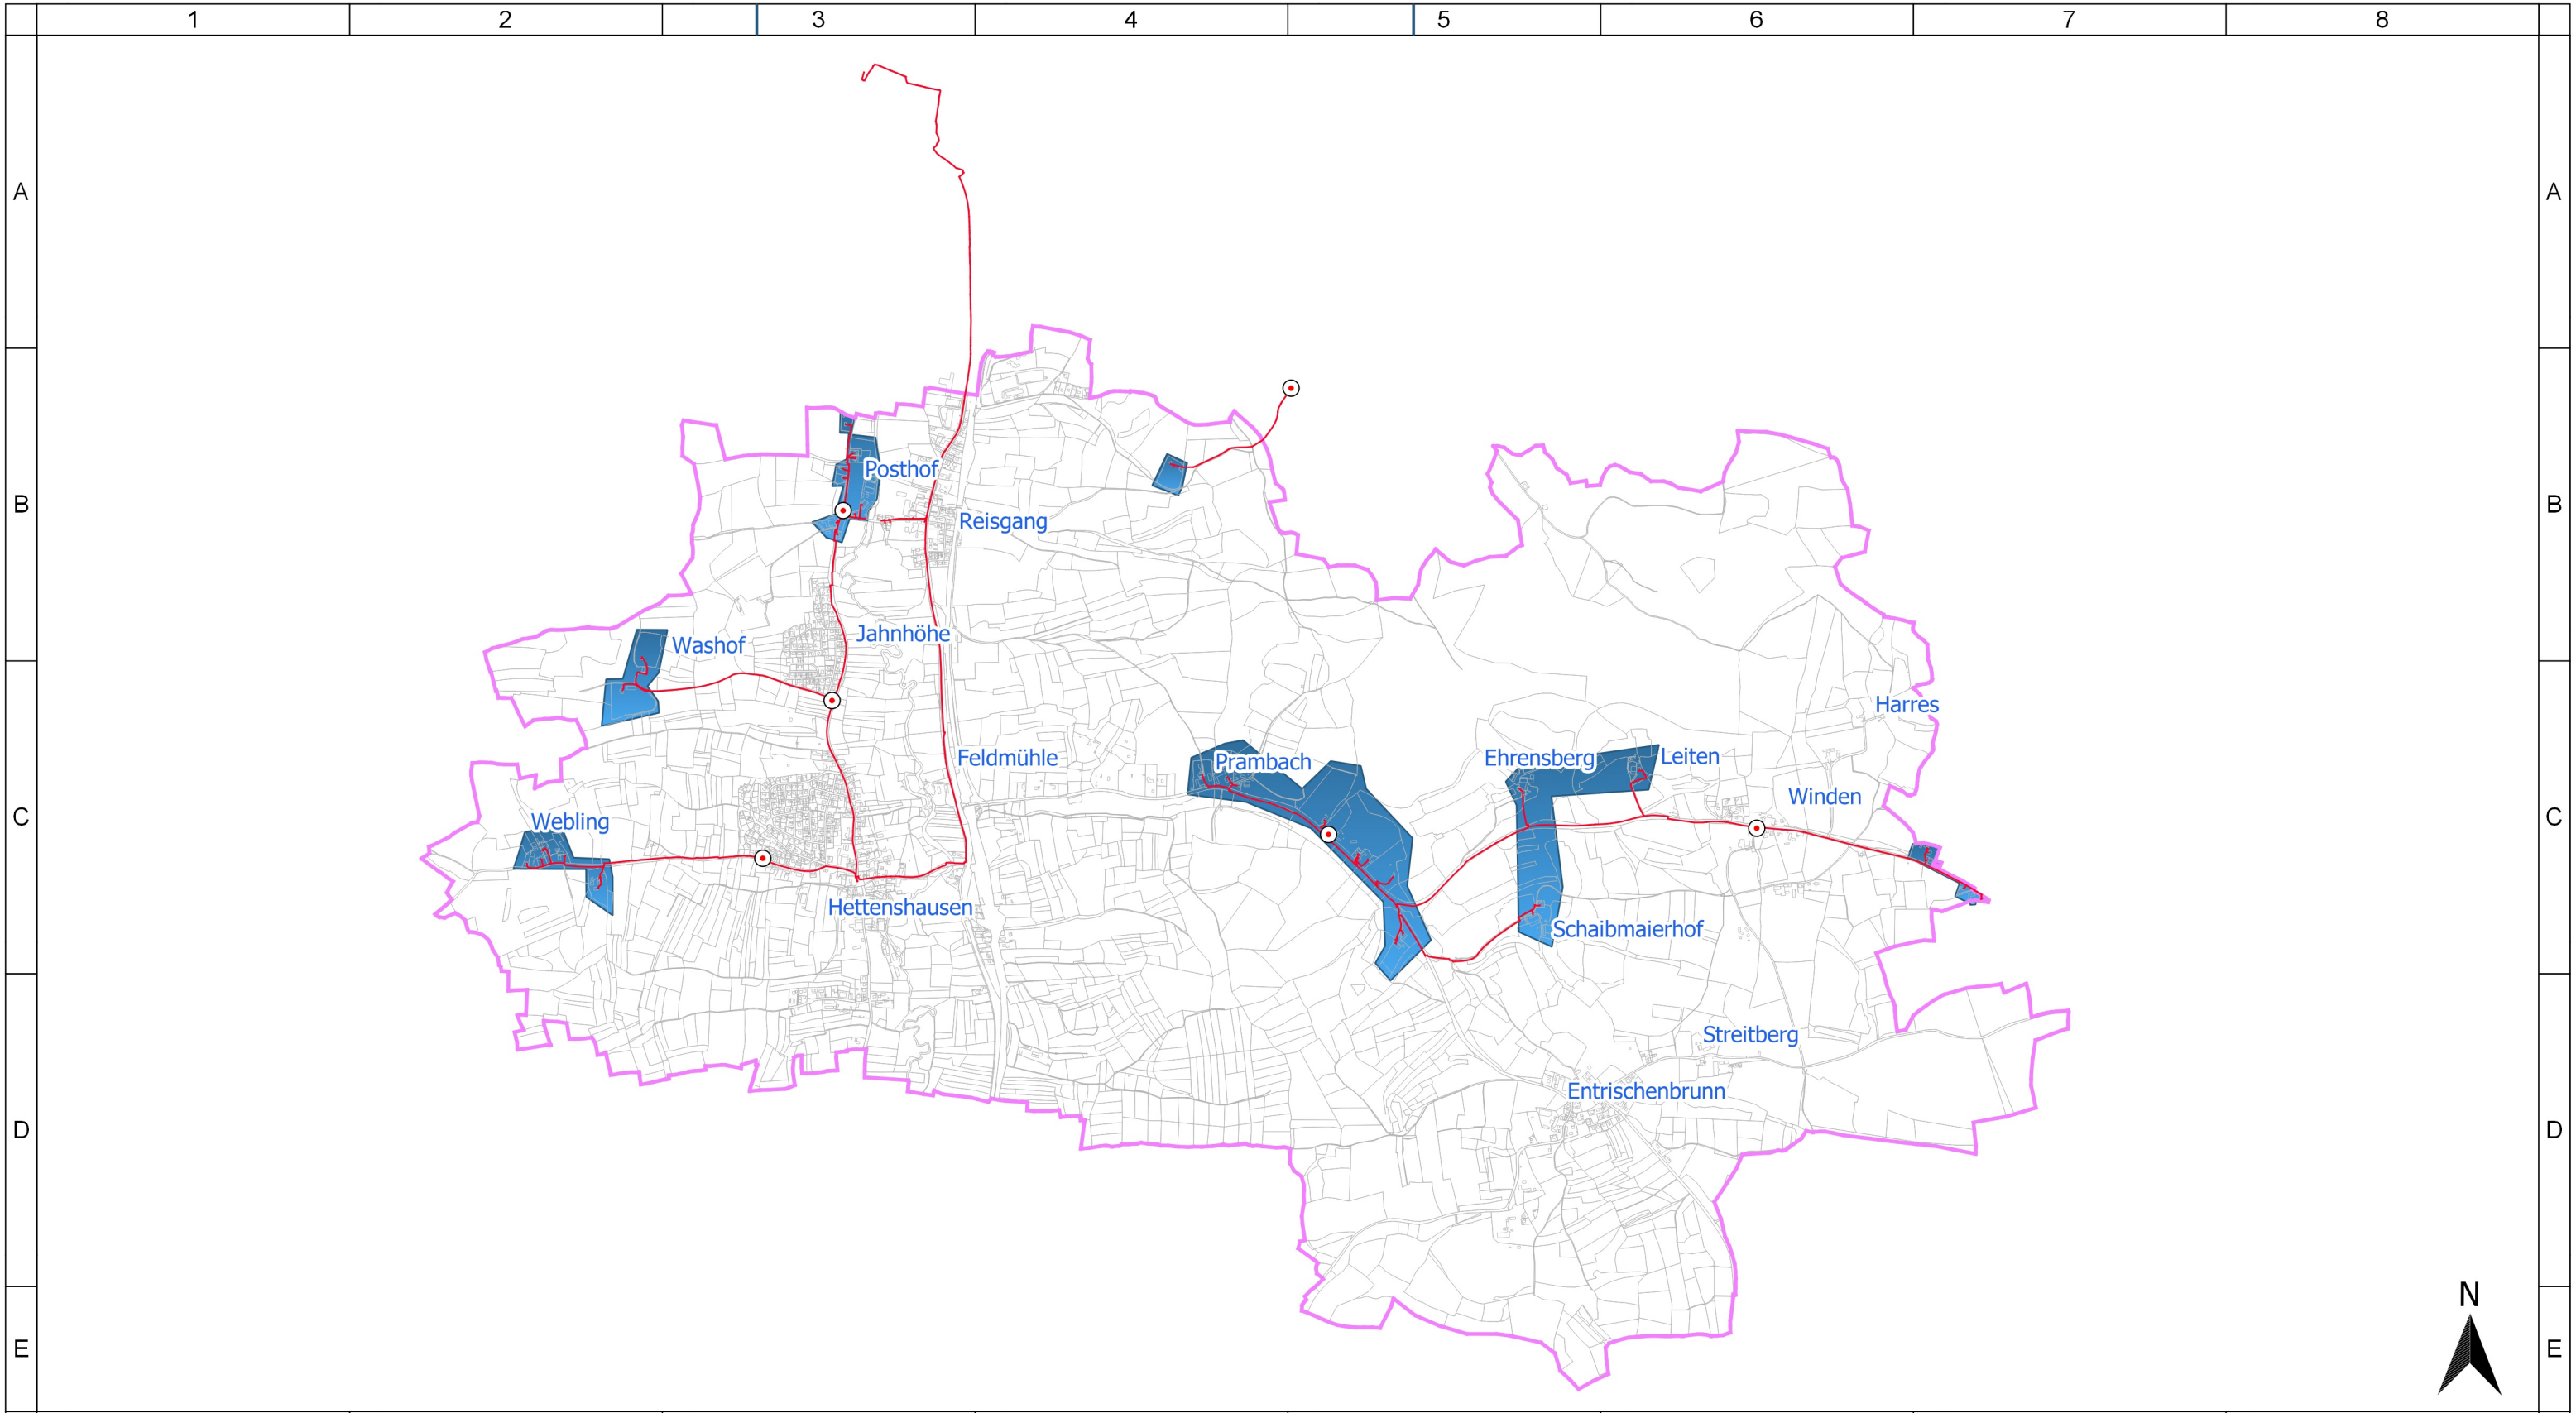 1 2 3 4 5 6 7 8
A A
Posthof
B B
Reisgang
Jahnhöhe
Washof
Harres
Feldmühle
Prambach
Ehrensberg
Leiten
Winden
C C
Webling
Hettenshausen
Schaibmaierhof
Streitberg
Entrischenbrunn
D D
N
E E